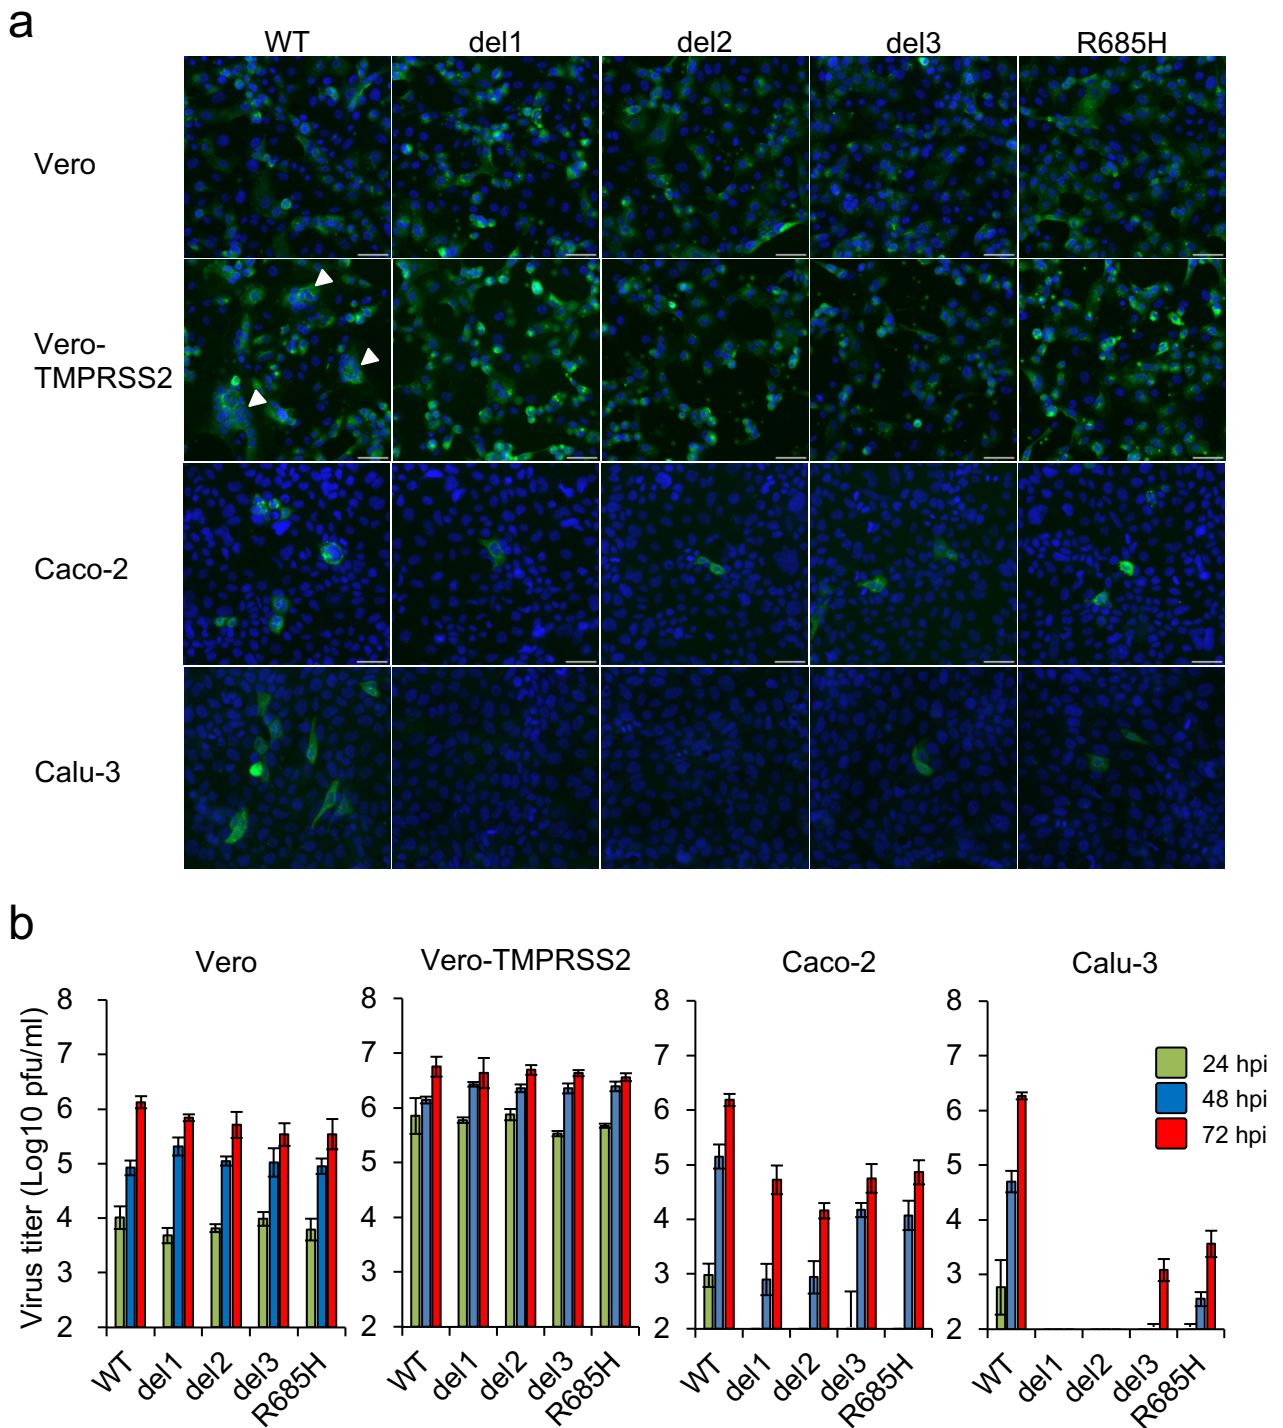 a
WT del1 del2 del3 R685H
Vero
Vero-
TMPRSS2
Caco-2
Calu-3
b
Vero Vero-TMPRSS2 Caco-2 Calu-3
Virus titer (Log10 pfu/ml)
8
7
6
5
4
3
2
WT del1 del2 del3 R685H
8
7
6
5
4
3
2
WT del1 del2 del3 R685H
8
7
6
5
4
3
2
WT del1 del2 del3 R685H
8
7
6
5
4
3
2
WT del1 del2 del3 R685H
24 hpi
48 hpi
72 hpi